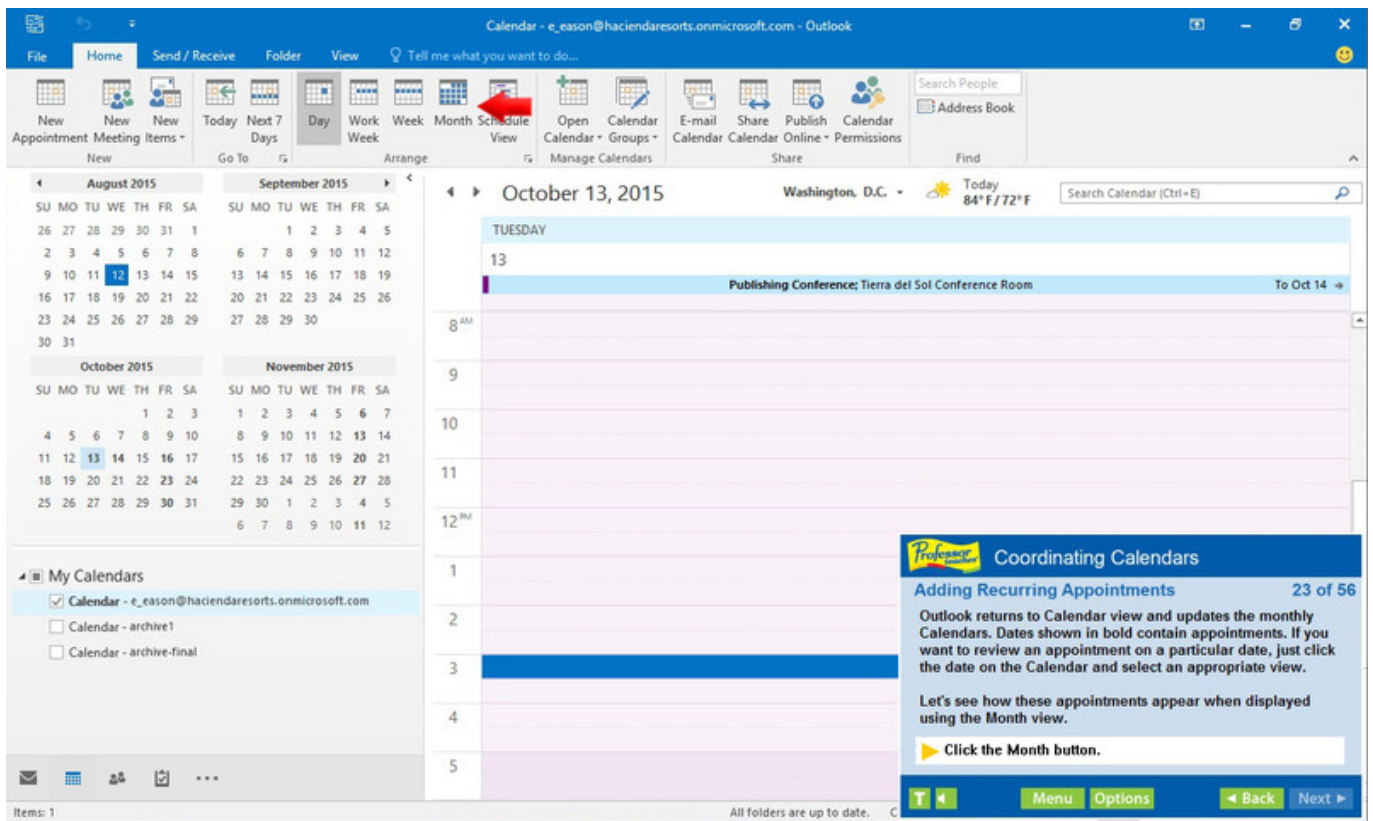 Calendar - e_eason@haciendaresorts.onmicrosoft.com - Outlook
File Home Send / Receive Folder View Tell me what you want to do...
New Appointment New Meeting New Items Today Next 7 Days Day Work Week Week Month Schedule View Open Calendar Calendar Groups E-mail Calendar Share Calendar Publish Online Calendar Permissions Search People
Address Book
New Go To Arrange Manage Calendars Share Find
August 2015 September 2015
SU MO TU WE TH FR SA SU MO TU WE TH FR SA
26 27 28 29 30 31 1 1 2 3 4 5
2 3 4 5 6 7 8 6 7 8 9 10 11 12
9 10 11 12 13 14 15 13 14 15 16 17 18 19
16 17 18 19 20 21 22 20 21 22 23 24 25 26
23 24 25 26 27 28 29 27 28 29 30
30 31
October 2015 November 2015
SU MO TU WE TH FR SA SU MO TU WE TH FR SA
1 2 3 1 2 3 4 5 6 7
4 5 6 7 8 9 10 8 9 10 11 12 13 14
11 12 13 14 15 16 17 15 16 17 18 19 20 21
18 19 20 21 22 23 24 22 23 24 25 26 27 28
25 26 27 28 29 30 31 29 30 1 2 3 4 5
6 7 8 9 10 11 12
My Calendars
Calendar - e_eason@haciendaresorts.onmicrosoft.com
Calendar - archive1
Calendar - archive-final
Items: 1
October 13, 2015 Washington, D.C. Today 84° F / 72° F Search Calendar (Ctrl+E)
TUESDAY
13
Publishing Conference; Tierra del Sol Conference Room To Oct 14
8 AM
9
10
11
12 PM
1
2
3
4
5
All folders are up to date. C
Professor teaches Coordinating Calendars
Adding Recurring Appointments 23 of 56
Outlook returns to Calendar view and updates the monthly
Calendars. Dates shown in bold contain appointments. If you
want to review an appointment on a particular date, just click
the date on the Calendar and select an appropriate view.
Let's see how these appointments appear when displayed
using the Month view.
Click the Month button.
T Menu Options Back Next